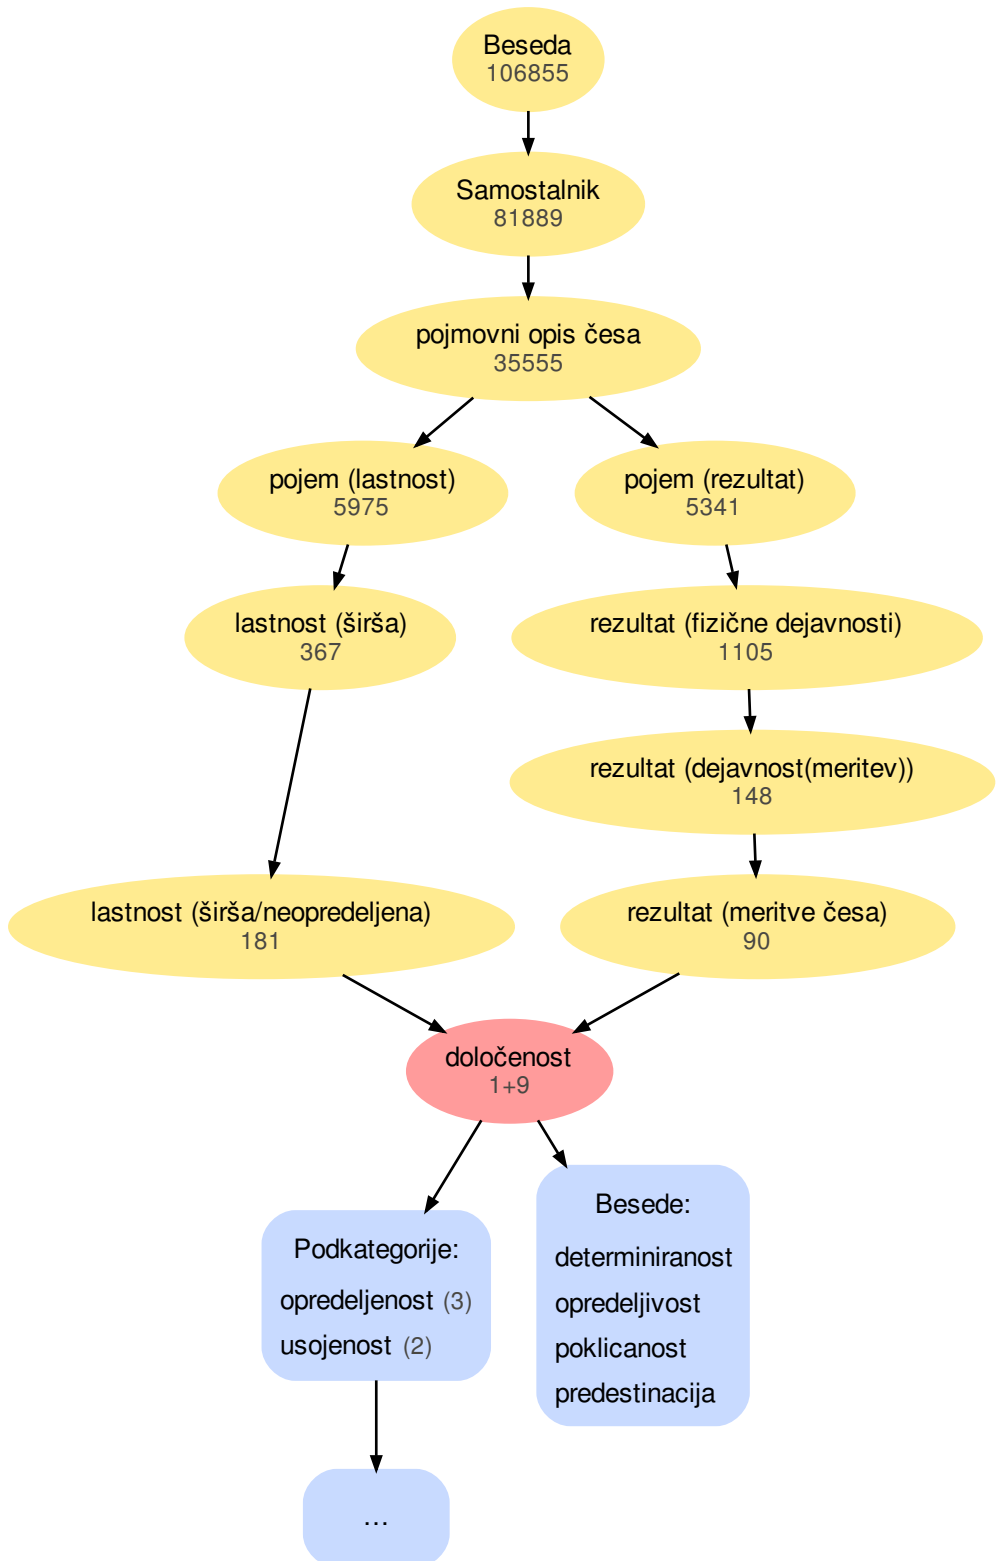 Beseda
106855
Samostalnik
81889
pojmovni opis česa
35555
pojem (lastnost)
5975
pojem (rezultat)
5341
lastnost (širša)
367
rezultat (fizične dejavnosti)
1105
rezultat (dejavnost(meritev))
148
lastnost (širša/neopredeljena)
181
rezultat (meritve česa)
90
določenost
1+9
Podkategorije:
opredeljenost (3)
usojenost (2)
Besede:
determiniranost
opredeljivost
poklicanost
predestinacija
...